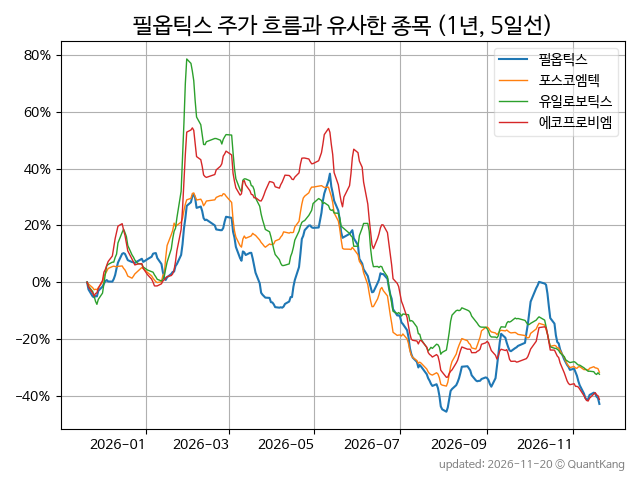 필옵틱스 주가 흐름과 유사한 종목 (1년, 5일선)
필옵틱스
포스코엠텍
유일로보틱스
에코프로비엠
80%
60%
40%
20%
0%
−20%
−40%
2026-01
2026-03
2026-05
2026-07
2026-09
2026-11
updated: 2026-11-20 © QuantKang